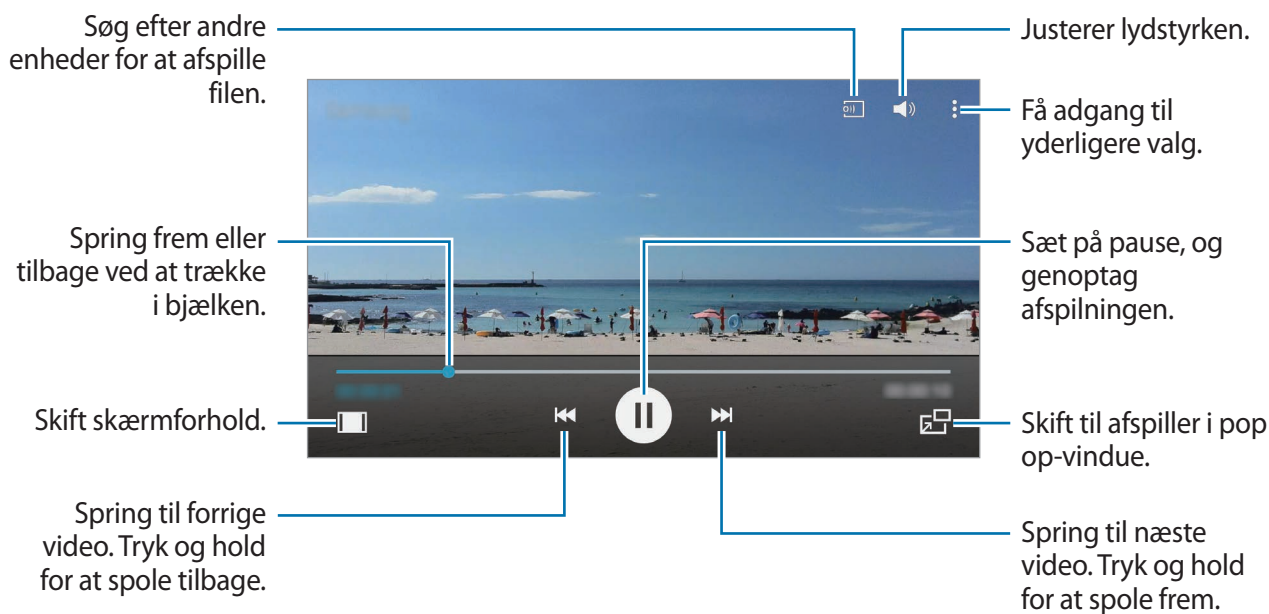 Søg efter andre
enheder for at afspille
filen.
Justerer lydstyrken.
Få adgang til
yderligere valg.
Spring frem eller
tilbage ved at trække
i bjælken.
Sæt på pause, og
genoptag
afspilningen.
Skift skærmforhold.
Skift til afspiller i pop
op-vindue.
Spring til forrige
video. Tryk og hold
for at spole tilbage.
Spring til næste
video. Tryk og hold
for at spole frem.